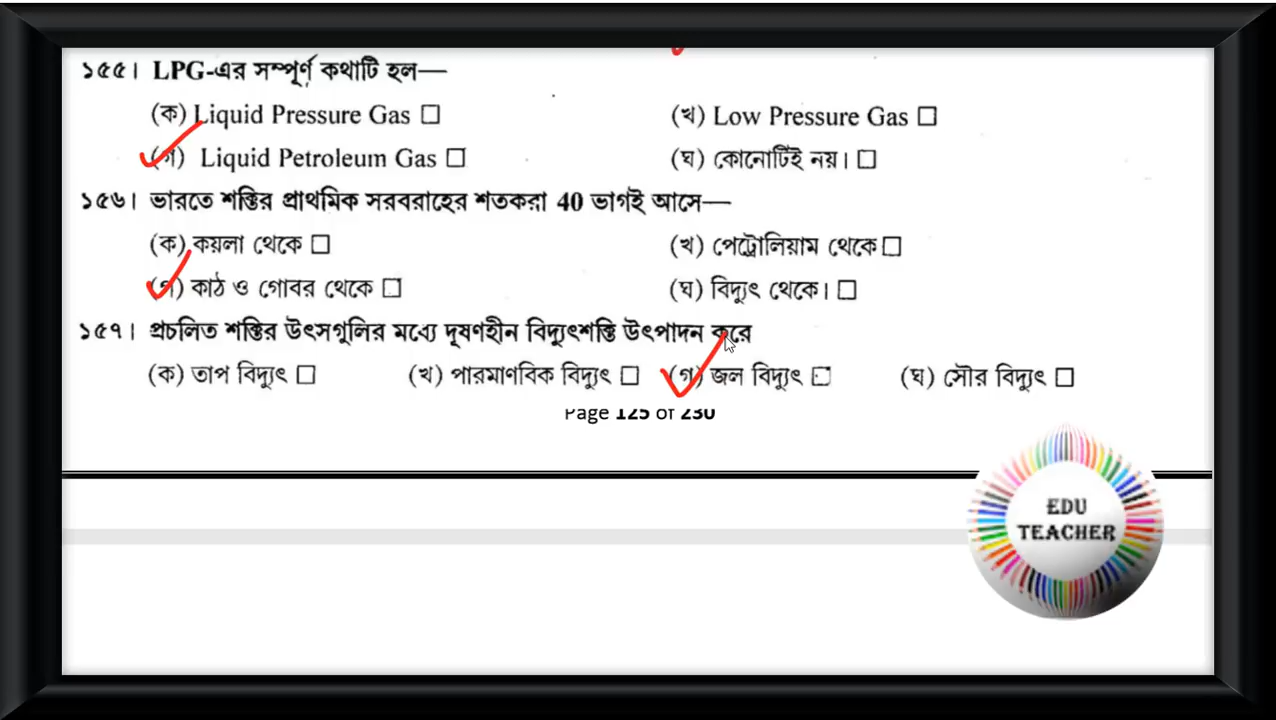 ১৫৫। LPG-এর সম্পূর্ণ কথাটি হল—
(ক) Liquid Pressure Gas □ (খ) Low Pressure Gas □
(গ) Liquid Petroleum Gas □ (ঘ) কোনোটিই নয়। □
১৫৬। ভারতে শক্তির প্রাথমিক সরবরাহের শতকরা 40 ভাগই আসে—
(ক) কয়লা থেকে □ (খ) পেট্রোলিয়াম থেকে □
(গ) কাঠ ও গোবর থেকে □ (ঘ) বিদ্যুৎ থেকে। □
১৫৭। প্রচলিত শক্তির উৎসগুলির মধ্যে দূষণহীন বিদ্যুৎশক্তি উৎপাদন করে
(ক) তাপ বিদ্যুৎ □ (খ) পারমাণবিক বিদ্যুৎ □ (গ) জল বিদ্যুৎ □ (ঘ) সৌর বিদ্যুৎ □
Page 125 of 230
EDU
TEACHER